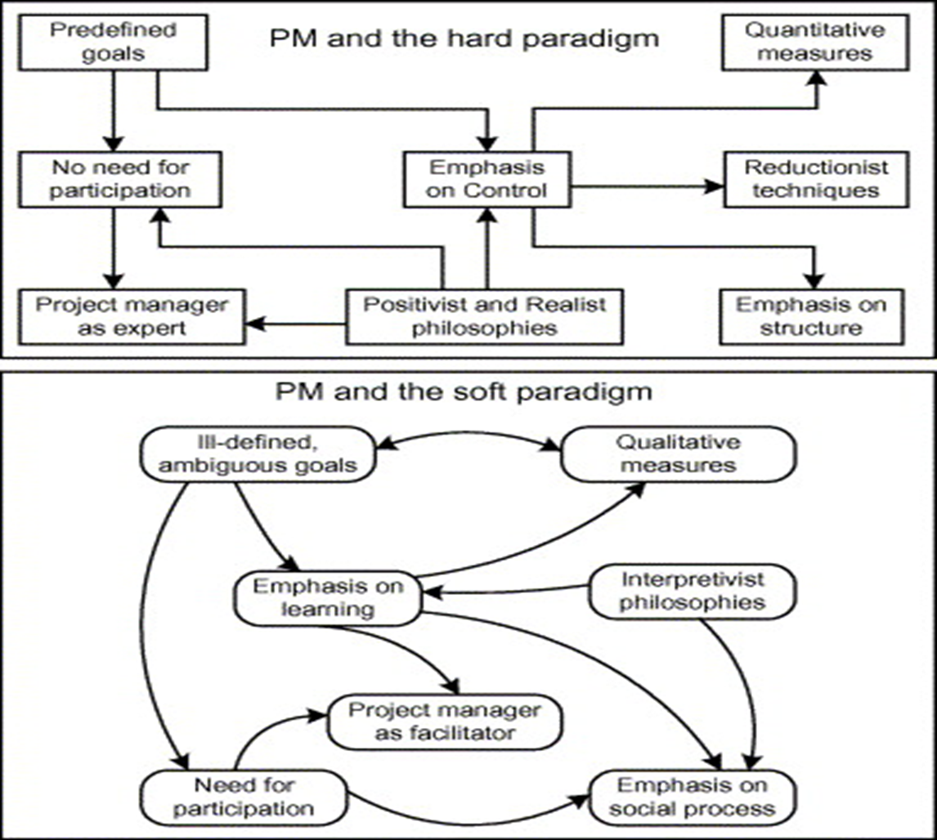 PM and the hard paradigm
Predefined
goals
Quantitative
measures
No need for
participation
Emphasis
on Control
Reductionist
techniques
Project manager
as expert
Positivist and Realist
philosophies
Emphasis on
structure
PM and the soft paradigm
Ill-defined,
ambiguous goals
Qualitative
measures
Emphasis on
learning
Interpretivist
philosophies
Project manager
as facilitator
Need for
participation
Emphasis on
social process